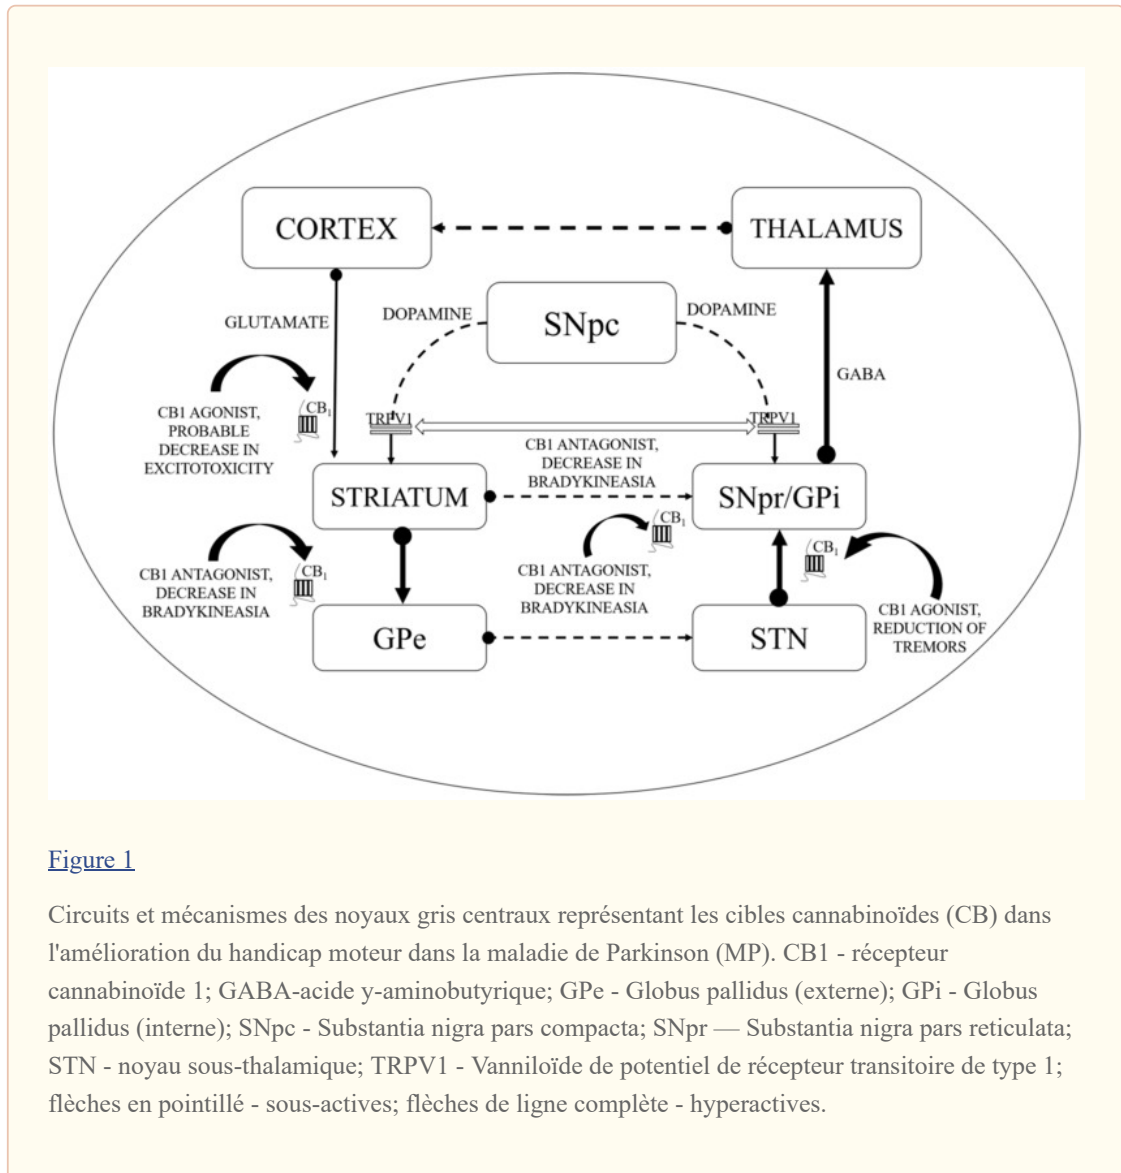 CORTEX
THALAMUS
SNpc
DOPAMINE
DOPAMINE
GLUTAMATE
GABA
CB1 AGONIST,
PROBABLE
DECREASE IN
EXCITOTOXICITY
CB1
TRPV1
TRPV1
CB1 ANTAGONIST,
DECREASE IN
BRADYKINEASIA
STRIATUM
SNpr/GPi
CB1
CB1
CB1
CB1 ANTAGONIST,
DECREASE IN
BRADYKINEASIA
CB1 ANTAGONIST,
DECREASE IN
BRADYKINEASIA
CB1 AGONIST,
REDUCTION OF
TREMORS
GPe
STN
Figure 1
Circuits et mécanismes des noyaux gris centraux représentant les cibles cannabinoïdes (CB) dans
l'amélioration du handicap moteur dans la maladie de Parkinson (MP). CB1 - récepteur
cannabinoïde 1; GABA-acide y-aminobutyrique; GPe - Globus pallidus (externe); GPi - Globus
pallidus (interne); SNpc - Substantia nigra pars compacta; SNpr — Substantia nigra pars reticulata;
STN - noyau sous-thalamique; TRPV1 - Vanniloïde de potentiel de récepteur transitoire de type 1;
flèches en pointillé - sous-actives; flèches de ligne complète - hyperactives.